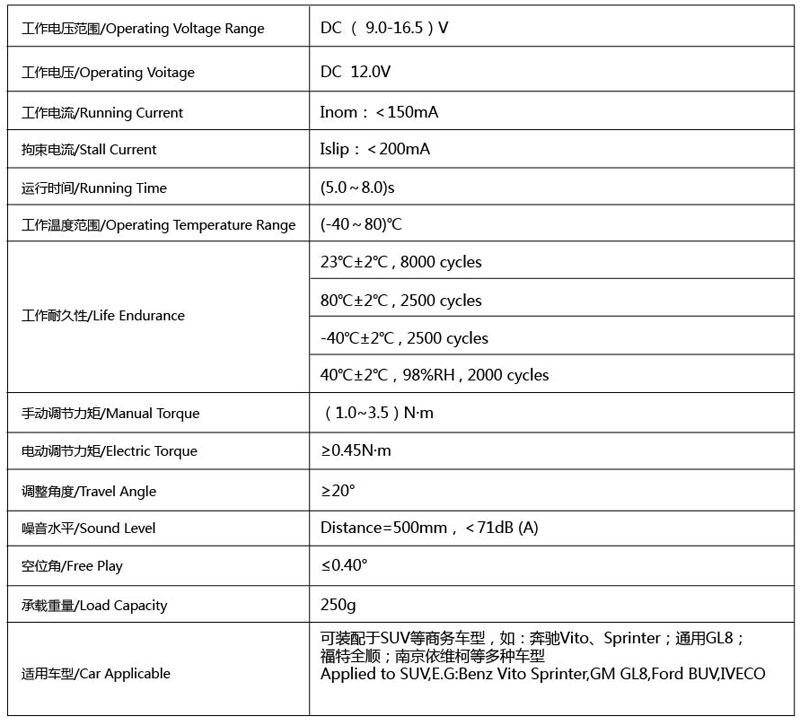 工作电压范围/Operating Voltage Range
DC （ 9.0-16.5 ) V
工作电压/Operating Voitage
DC 12.0V
工作电流/Running Current
Inom：＜150mA
拘束电流/Stall Current
Islip：＜200mA
运行时间/Running Time
(5.0～8.0)s
工作温度范围/Operating Temperature Range
(-40～80)℃
工作耐久性/Life Endurance
23℃±2℃ , 8000 cycles
80℃±2℃ , 2500 cycles
-40℃±2℃ , 2500 cycles
40℃±2℃ , 98%RH , 2000 cycles
手动调节力矩/Manual Torque
（1.0~3.5）N·m
电动调节力矩/Electric Torque
≥0.45N·m
调整角度/Travel Angle
≥20°
噪音水平/Sound Level
Distance=500mm，＜71dB (A)
空位角/Free Play
≤0.40°
承载重量/Load Capacity
250g
适用车型/Car Applicable
可装配于SUV等商务车型，如：奔驰Vito、Sprinter；通用GL8；
福特全顺；南京依维柯等多种车型
Applied to SUV,E.G:Benz Vito Sprinter,GM GL8,Ford BUV,IVECO